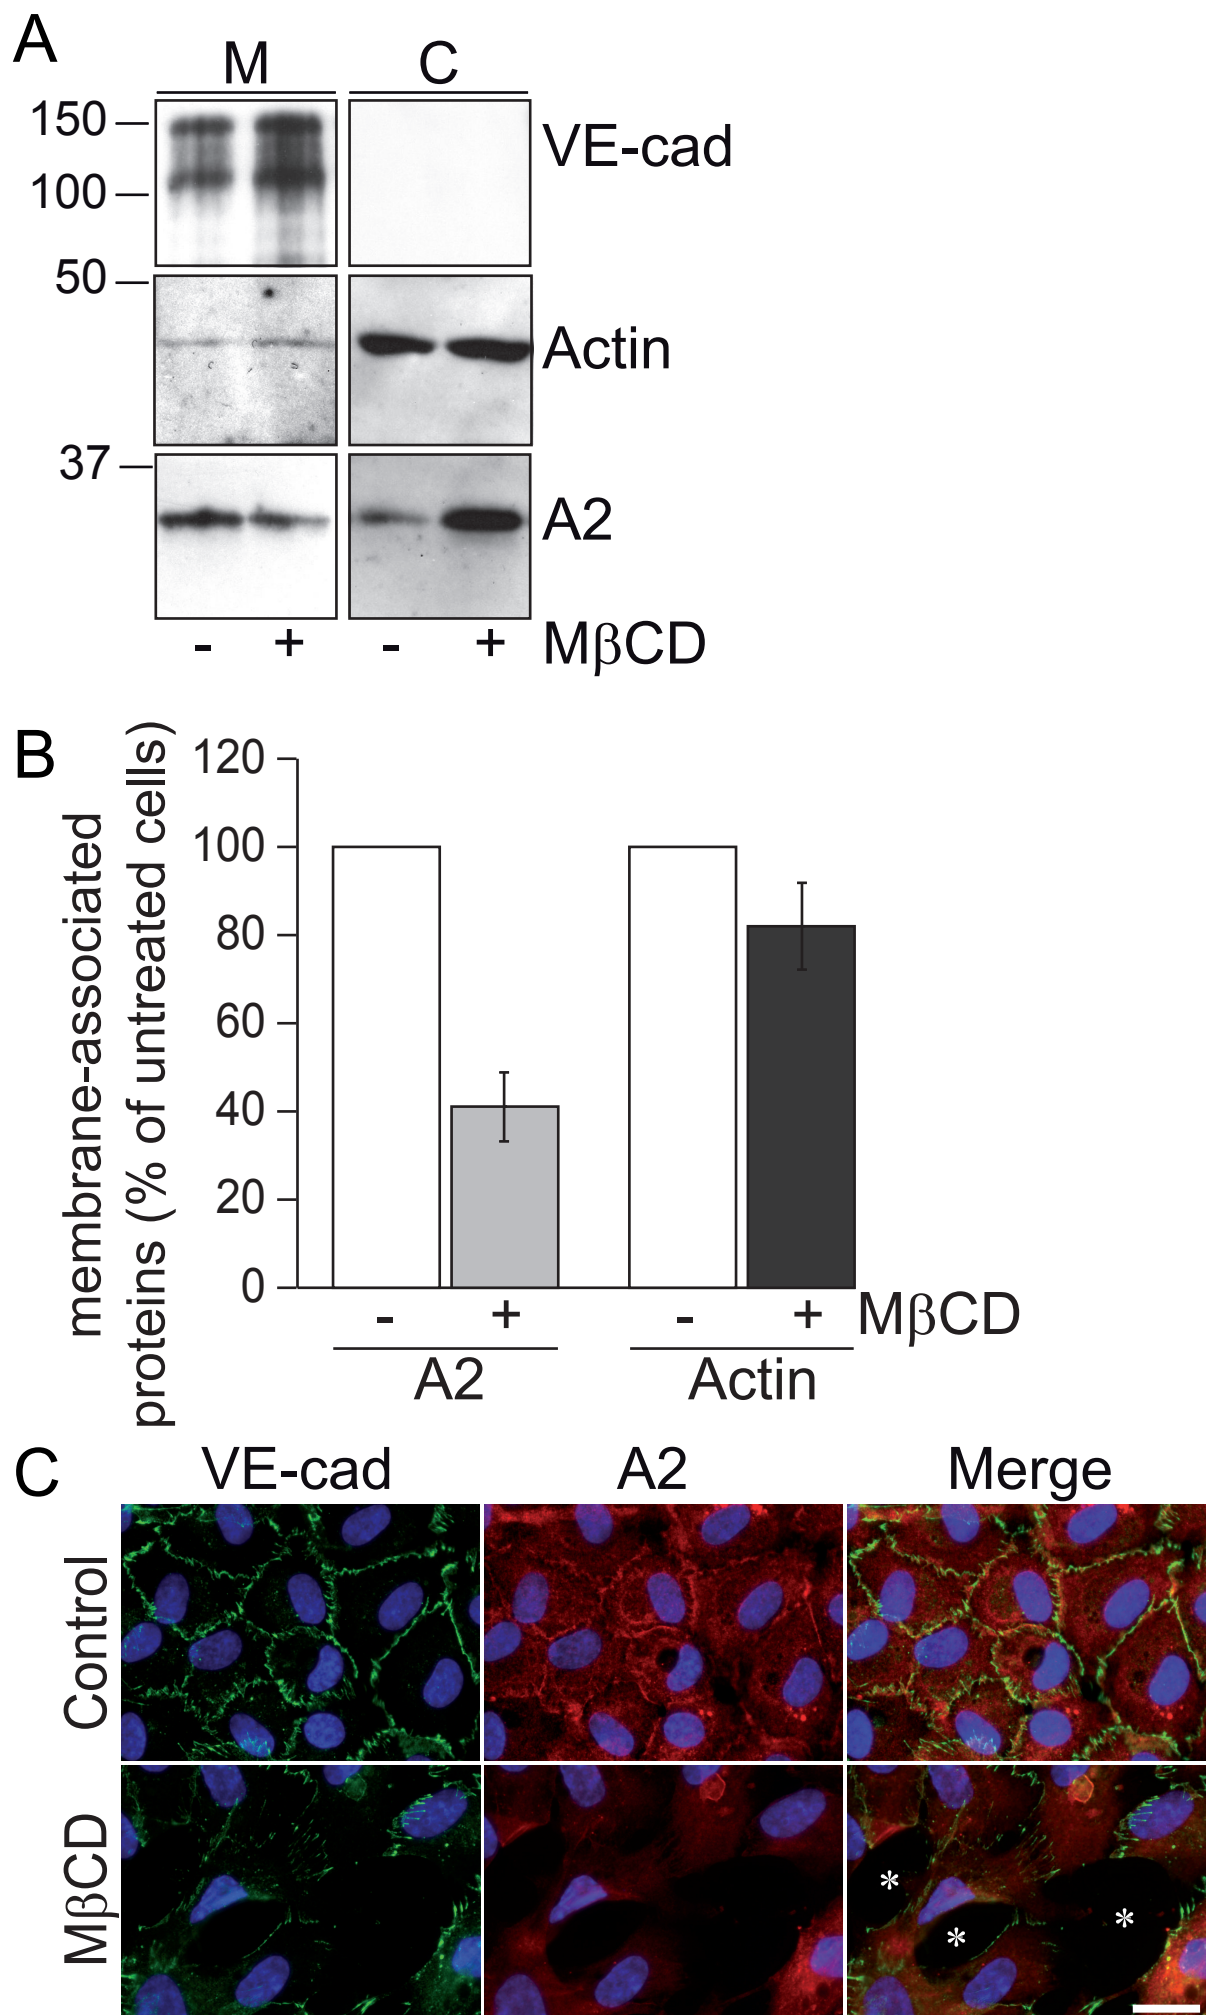 A
M C
150
100
VE-cad
50
Actin
37
A2
- + - + MβCD
B
membrane-associated
proteins (% of untreated cells)
120
100
80
60
40
20
0
- + - + MβCD
A2 Actin
C
VE-cad A2 Merge
Control
MβCD
* * *